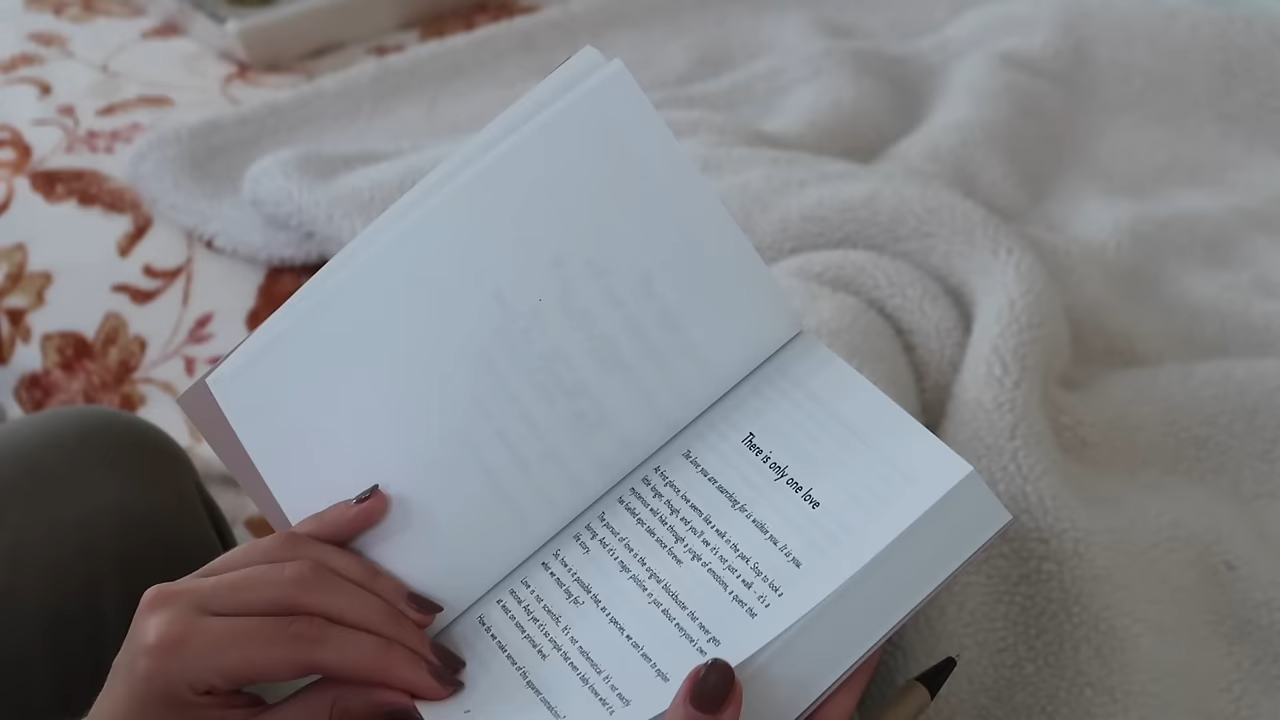 There is only one love
The love you are searching for is within you. It is you.
At first glance, love seems like a walk in the park. Stop to look a
little longer, though, and you'll see it's not just a walk – it's a
mysterious wild hike through a jungle of emotions, a quest that
has fuelled epic tales since forever.
The pursuit of love is the original blockbuster that never gets
boring. And it's a major plotline in just about everyone's own
life story.
So, how is it possible that, as a species, we can't seem to explain
what we most long for?
Love is not scientific. It's not mathematical. It's not exactly
rational. And yet it's so simple that even a baby knows what it is,
at least on some primal level.
How do we make sense of this apparent contradiction?